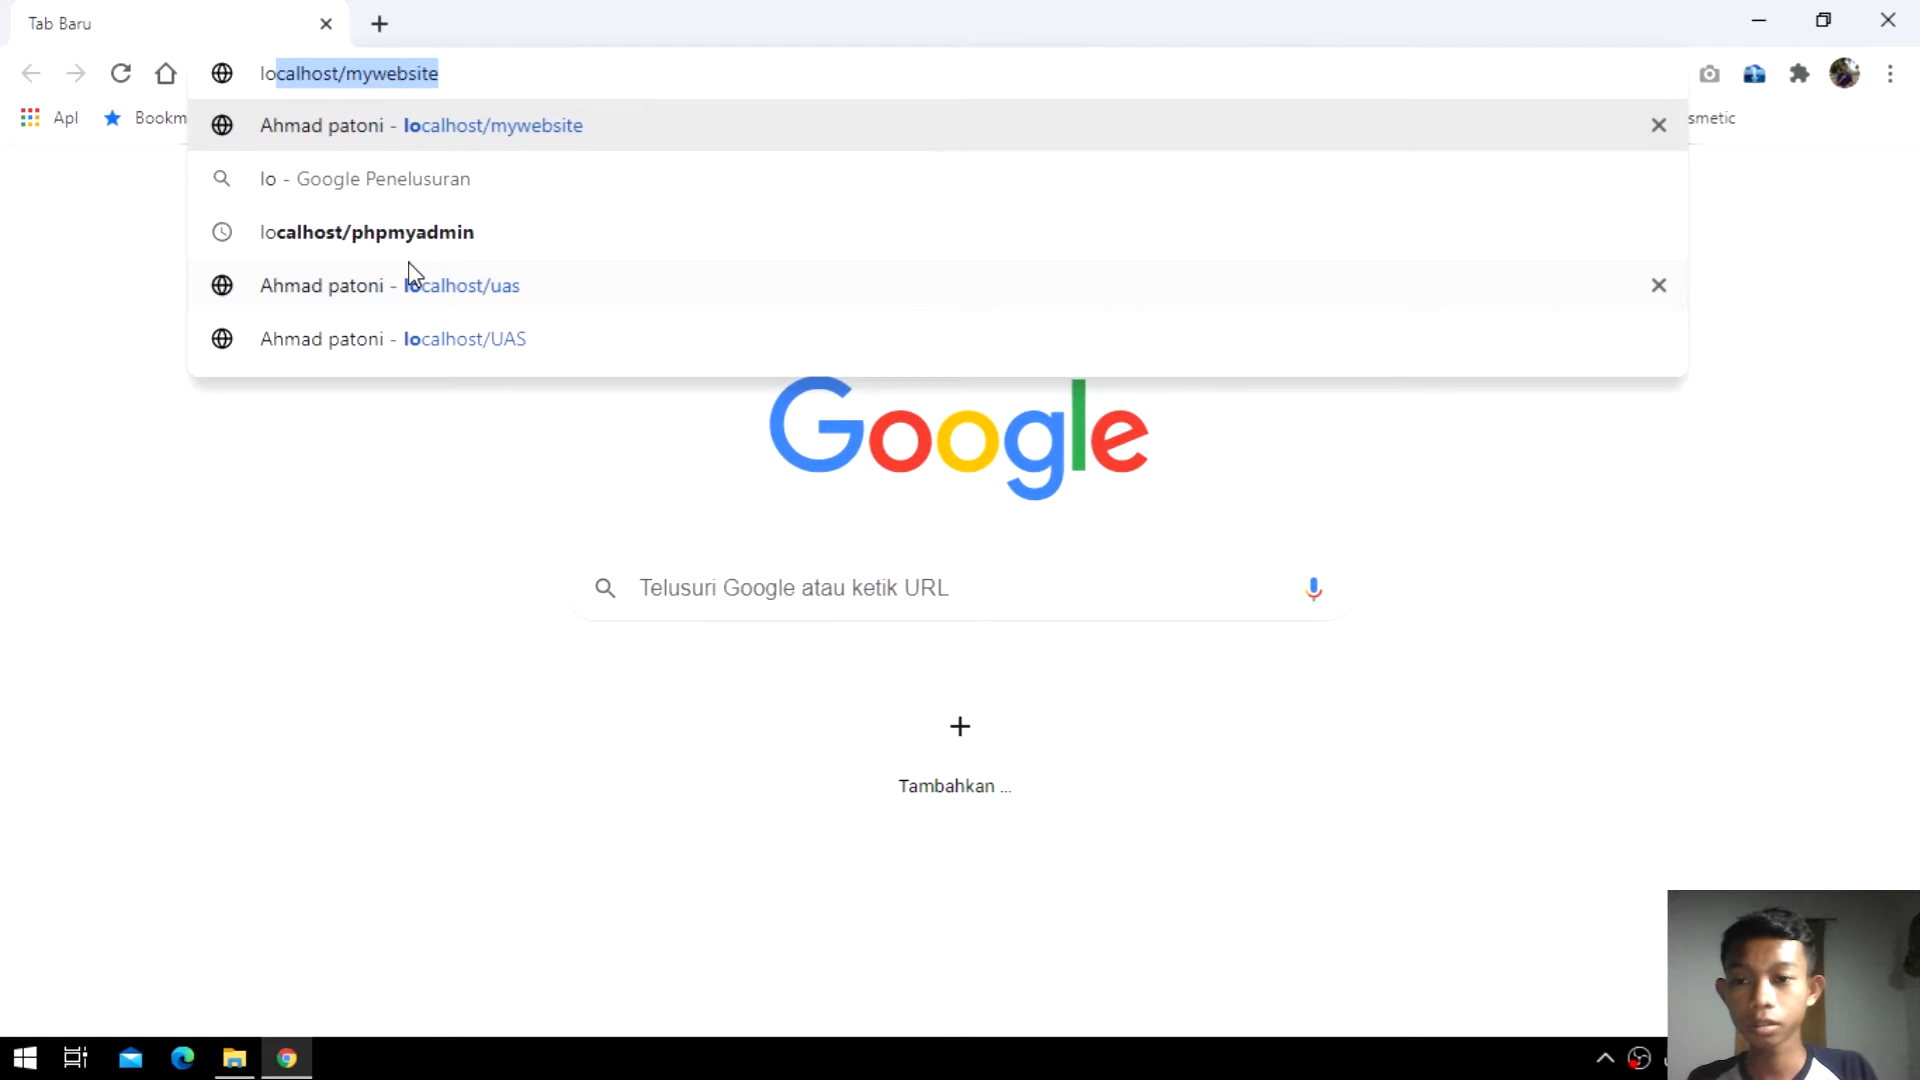 Tab Baru
localhost/mywebsite
Apl
Bookm
smetic
Ahmad patoni - localhost/mywebsite
lo - Google Penelusuran
localhost/phpmyadmin
Ahmad patoni - localhost/uas
Ahmad patoni - localhost/UAS
Google
Telusuri Google atau ketik URL
Tambahkan ...